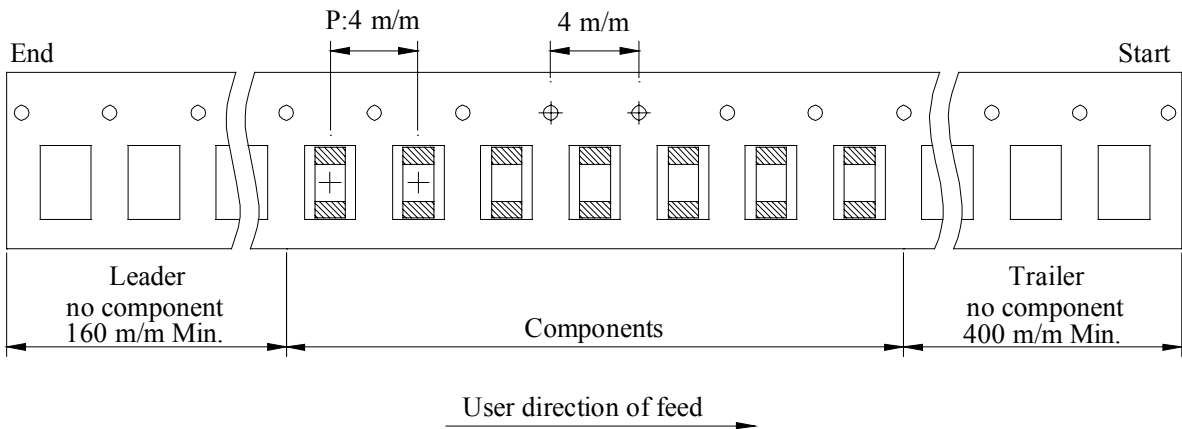 P:4 m/m
4 m/m
End
Start
Leader
no component
160 m/m Min.
Components
Trailer
no component
400 m/m Min.
User direction of feed